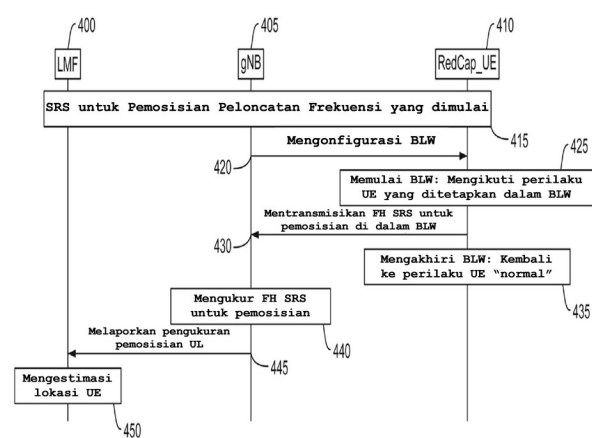 400
405
410
LMF
gNB
RedCap_UE
SRS untuk Pemosisian Peloncatan Frekuensi yang dimulai
415
Mengonfigurasi BLW
420
425
Memulai BLW: Mengikuti perilaku
UE yang ditetapkan dalam BLW
Mentransmisikan FH SRS untuk
pemosisian di dalam BLW
430
Mengakhiri BLW: Kembali
ke perilaku UE “normal”
435
Mengukur FH SRS
untuk pemosisian
440
Melaporkan pengukuran
pemosisian UL
445
Mengestimasi
lokasi UE
450